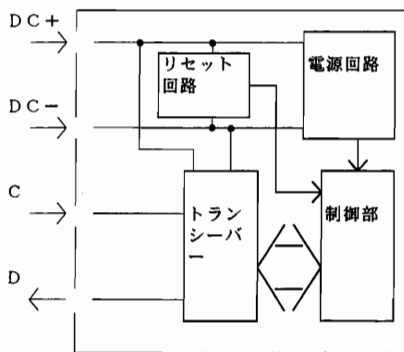 DC+
リセット
回路
電源回路
DC-
C
トラン
シーバ
ー
制御部
D